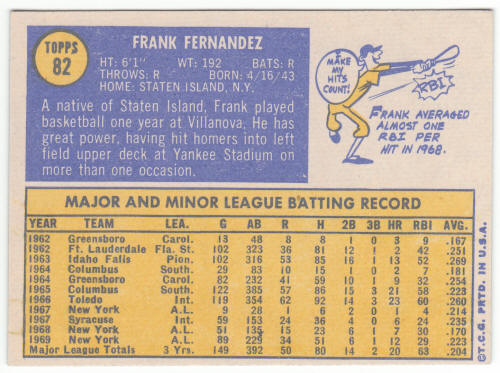 TOPPS
82
FRANK FERNANDEZ
HT: 6'1" WT: 192 BATS: R
THROWS: R BORN: 4/16/43
HOME: STATEN ISLAND, N.Y.
A native of Staten Island, Frank played
basketball one year at Villanova. He has
great power, having hit homers into left
field upper deck at Yankee Stadium on
more than one occasion.
I
MAKE
MY
HITS
COUNT!
RBI
FRANK AVERAGED
ALMOST ONE
RBI PER
HIT IN 1968.
MAJOR AND MINOR LEAGUE BATTING RECORD
YEAR TEAM LEA. G AB R H 2B 3B HR RBI AVG.
1962 Greensboro Carol. 13 48 8 8 1 0 3 9 .167
1962 Ft. Lauderdale Fla. St. 102 323 36 81 14 1 2 42 .251
1963 Idaho Falls Pion. 102 316 53 85 16 1 13 52 .269
1964 Columbus South. 29 83 10 15 1 0 2 7 .181
1964 Greensboro Carol. 82 232 41 59 10 1 9 32 .254
1965 Columbus South. 122 385 57 86 15 3 21 58 .223
1966 Toledo Int. 119 354 62 92 14 3 23 60 .260
1967 New York A.L. 9 28 1 6 2 0 1 4 .214
1967 Syracuse Int. 59 153 24 36 4 0 6 24 .235
1968 New York A.L. 51 135 15 23 6 1 7 30 .170
1969 New York A.L. 89 229 34 51 6 1 12 29 .223
Major League Totals 3 Yrs. 149 392 50 80 14 2 20 63 .204
©T.C.G. PRTD. IN U.S.A.